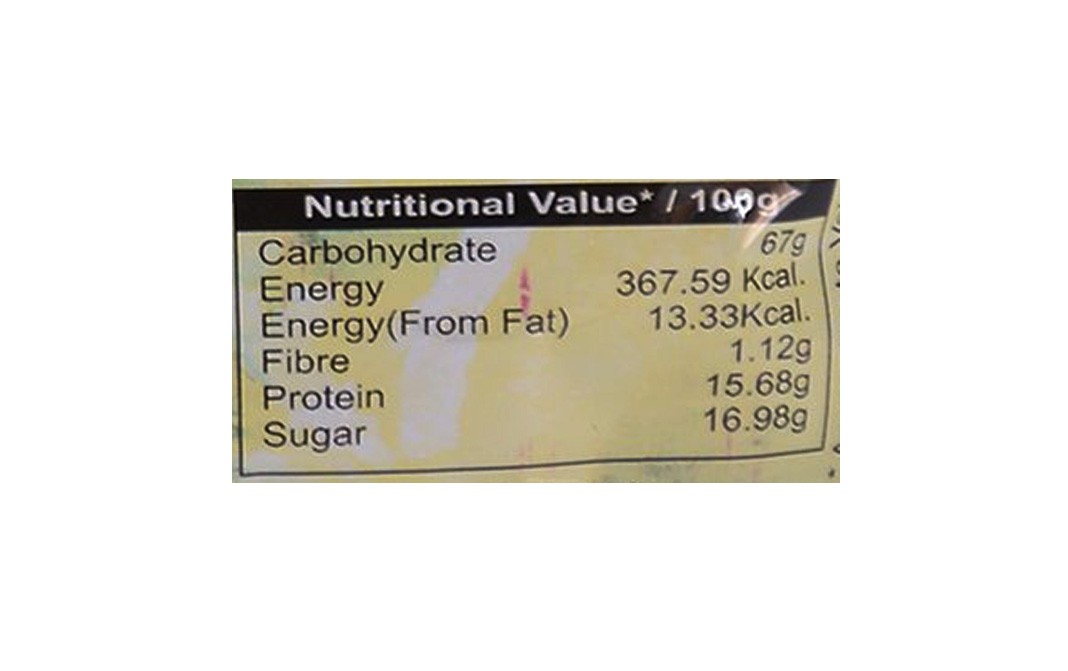 Nutritional Value* / 100g
Carbohydrate 67g
Energy 367.59 Kcal.
Energy(From Fat) 13.33Kcal.
Fibre 1.12g
Protein 15.68g
Sugar 16.98g